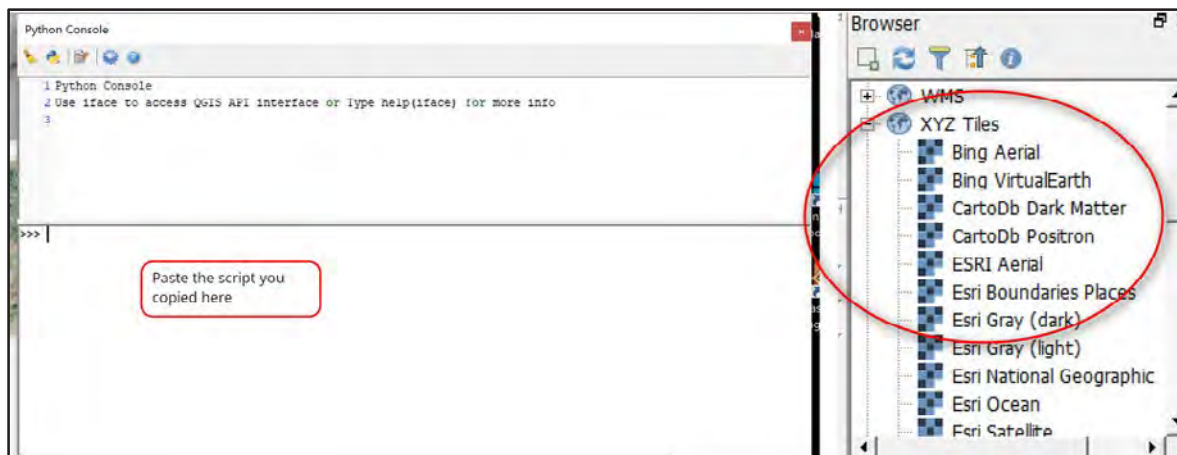 Python Console
1 Python Console
2 Use iface to access QGIS API interface or Type help(iface) for more info
3
>>>
Paste the script you
copied here
Browser
WMS
XYZ Tiles
Bing Aerial
Bing VirtualEarth
CartoDb Dark Matter
CartoDb Positron
ESRI Aerial
Esri Boundaries Places
Esri Gray (dark)
Esri Gray (light)
Esri National Geographic
Esri Ocean
Esri Satellite